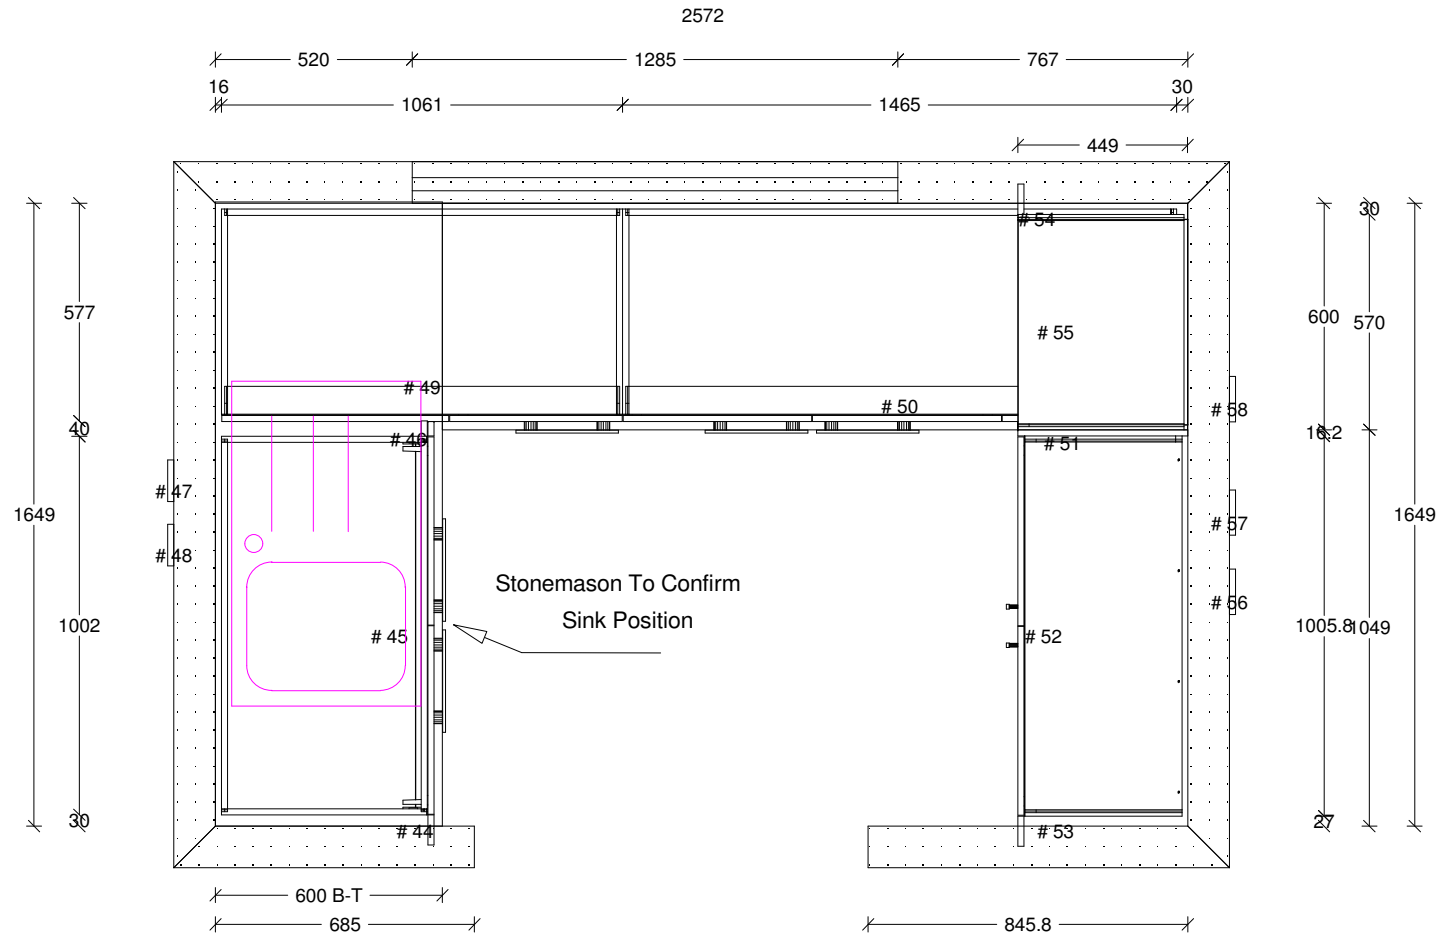 2572
520 1285 767
16 30
1061 1465
449
# 54
30
577 600 570
# 55
# 49
# 50 # 58
40 # 46 # 51 16.2
# 47
1649 1649
# 57
# 48
Stonemason To Confirm
Sink Position
# 56
1002 # 45 # 52 1005.8 1049
30 # 44 # 53 27
600 B-T
685 845.8